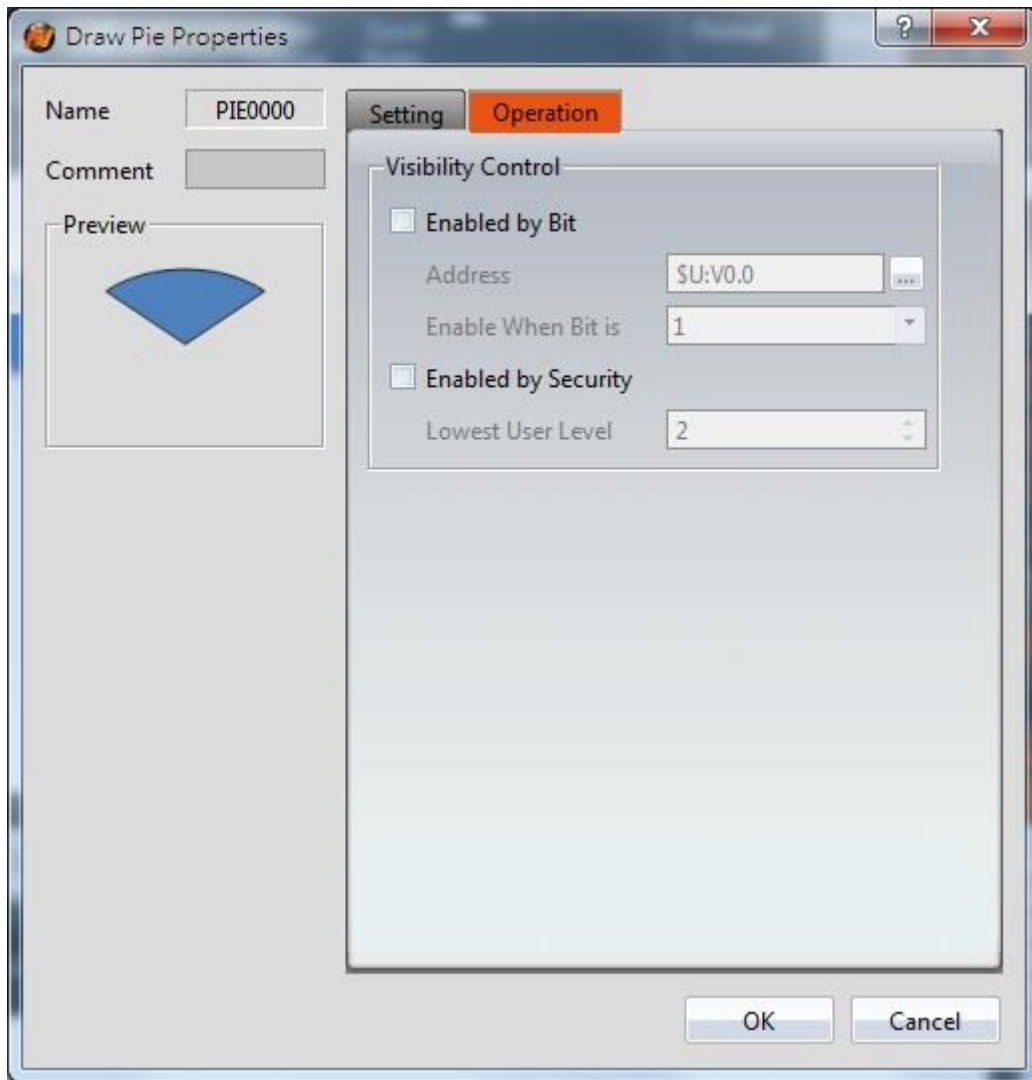 Draw Pie Properties
Name PIE0000
Comment
Preview
Setting Operation
Visibility Control
Enabled by Bit
Address $U:V0.0 ...
Enable When Bit is 1
Enabled by Security
Lowest User Level 2
OK Cancel